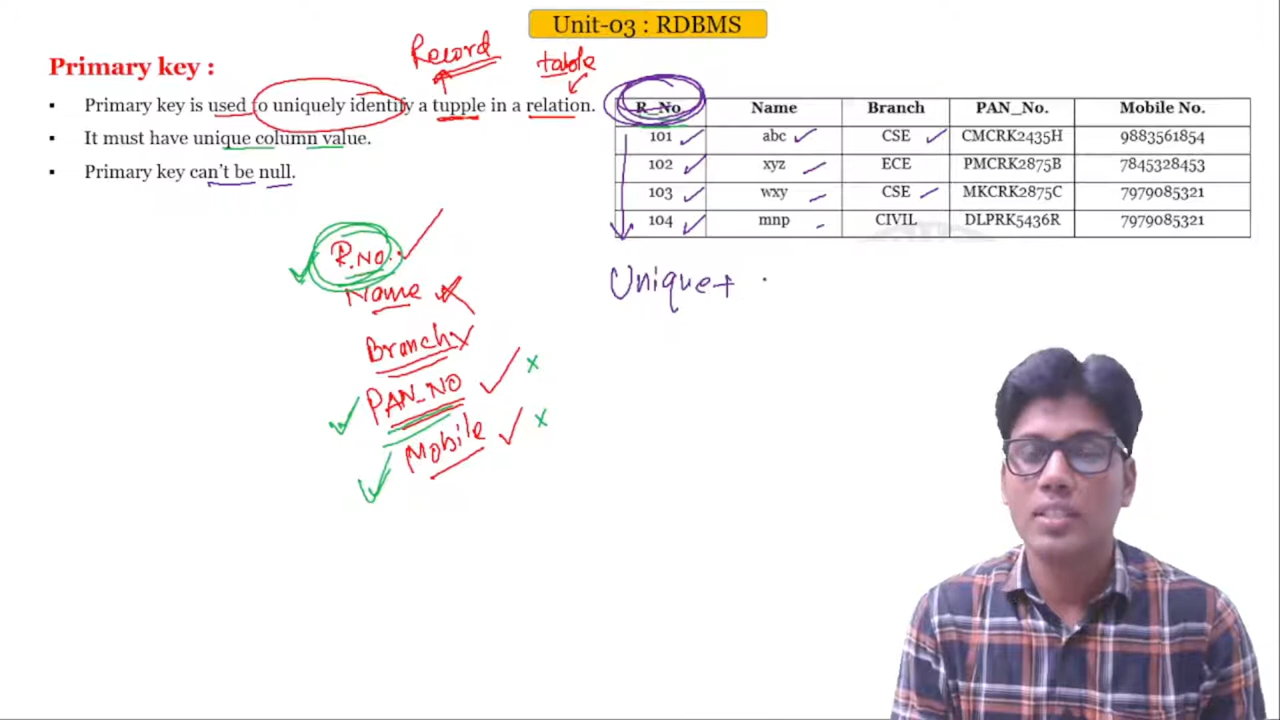 Unit-03 : RDBMS
Primary key :
Record
table
▪ Primary key is used to uniquely identify a tupple in a relation.
▪ It must have unique column value.
▪ Primary key can't be null.
R_No Name Branch PAN_No. Mobile No.
101 abc CSE CMCRK2435H 9883561854
102 xyz ECE PMCRK2875B 7845328453
103 wxy CSE MKCRK2875C 7979085321
104 mnp CIVIL DLPRK5436R 7979085321
R.No.
Name
Branch
PAN_NO
Mobile
Unique+